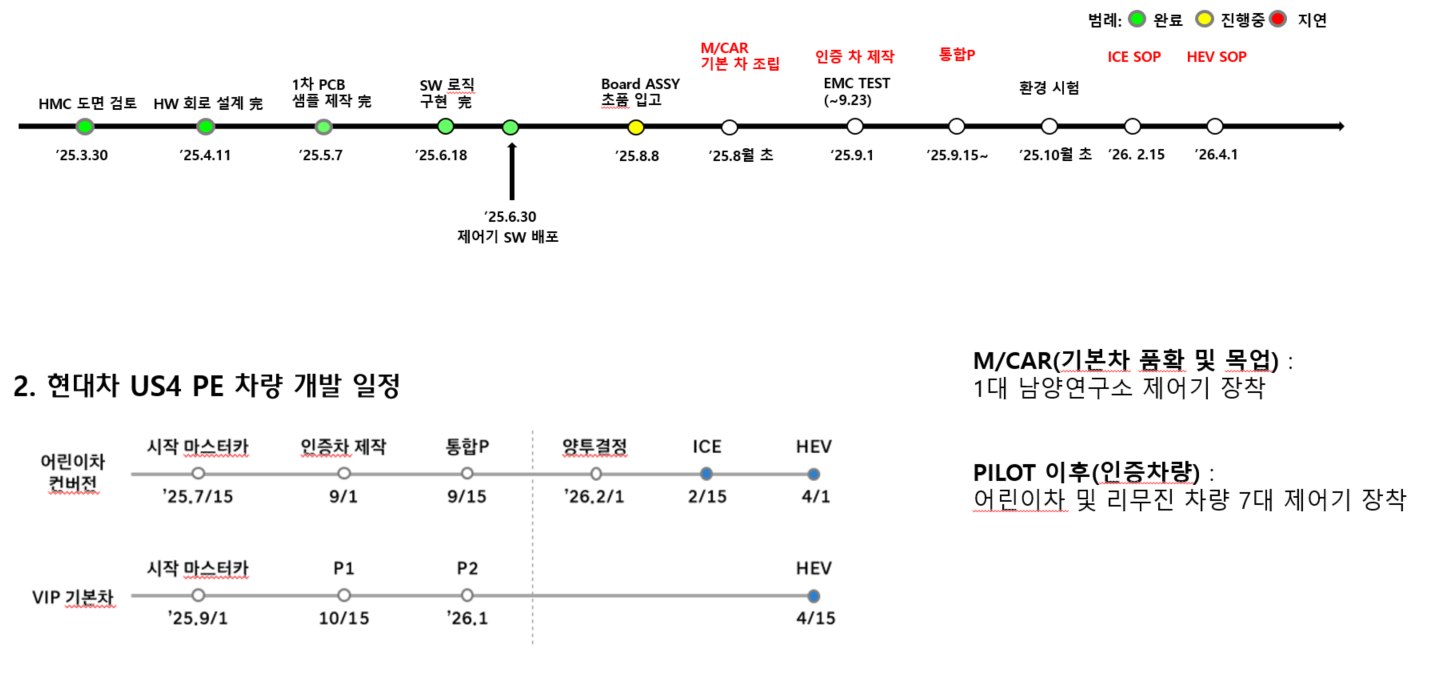 범례: 완료 진행중 지연
M/CAR
기본 차 조립
인증 차 제작
통합P
ICE SOP
HEV SOP
HMC 도면 검토
HW 회로 설계 完
1차 PCB
샘플 제작 完
SW 로직
구현 完
Board ASSY
초품 입고
EMC TEST
(~9.23)
환경 시험
’25.3.30
’25.4.11
’25.5.7
’25.6.18
’25.8.8
’25.8월 초
’25.9.1
’25.9.15~
’25.10월 초
’26. 2.15
’26.4.1
’25.6.30
제어기 SW 배포
2. 현대차 US4 PE 차량 개발 일정
어린이차
컨버전
시작 마스터카
인증차 제작
통합P
양투결정
ICE
HEV
’25.7/15
9/1
9/15
’26.2/1
2/15
4/1
VIP 기본차
시작 마스터카
P1
P2
HEV
’25.9/1
10/15
’26.1
4/15
M/CAR(기본차 품확 및 목업) :
1대 남양연구소 제어기 장착
PILOT 이후(인증차량) :
어린이차 및 리무진 차량 7대 제어기 장착